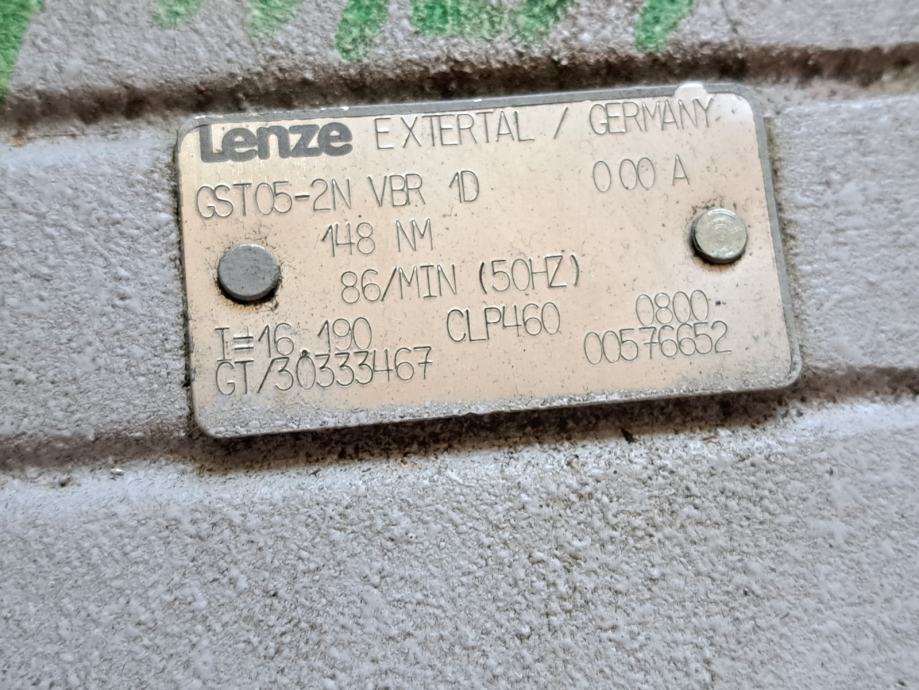 Lenze EXTERTAL / GERMANY
GST05-2N VBR 1D 000 A
148 NM
86/MIN (50HZ)
I=16.190 CLP460 0800
GT/30333467 00576652